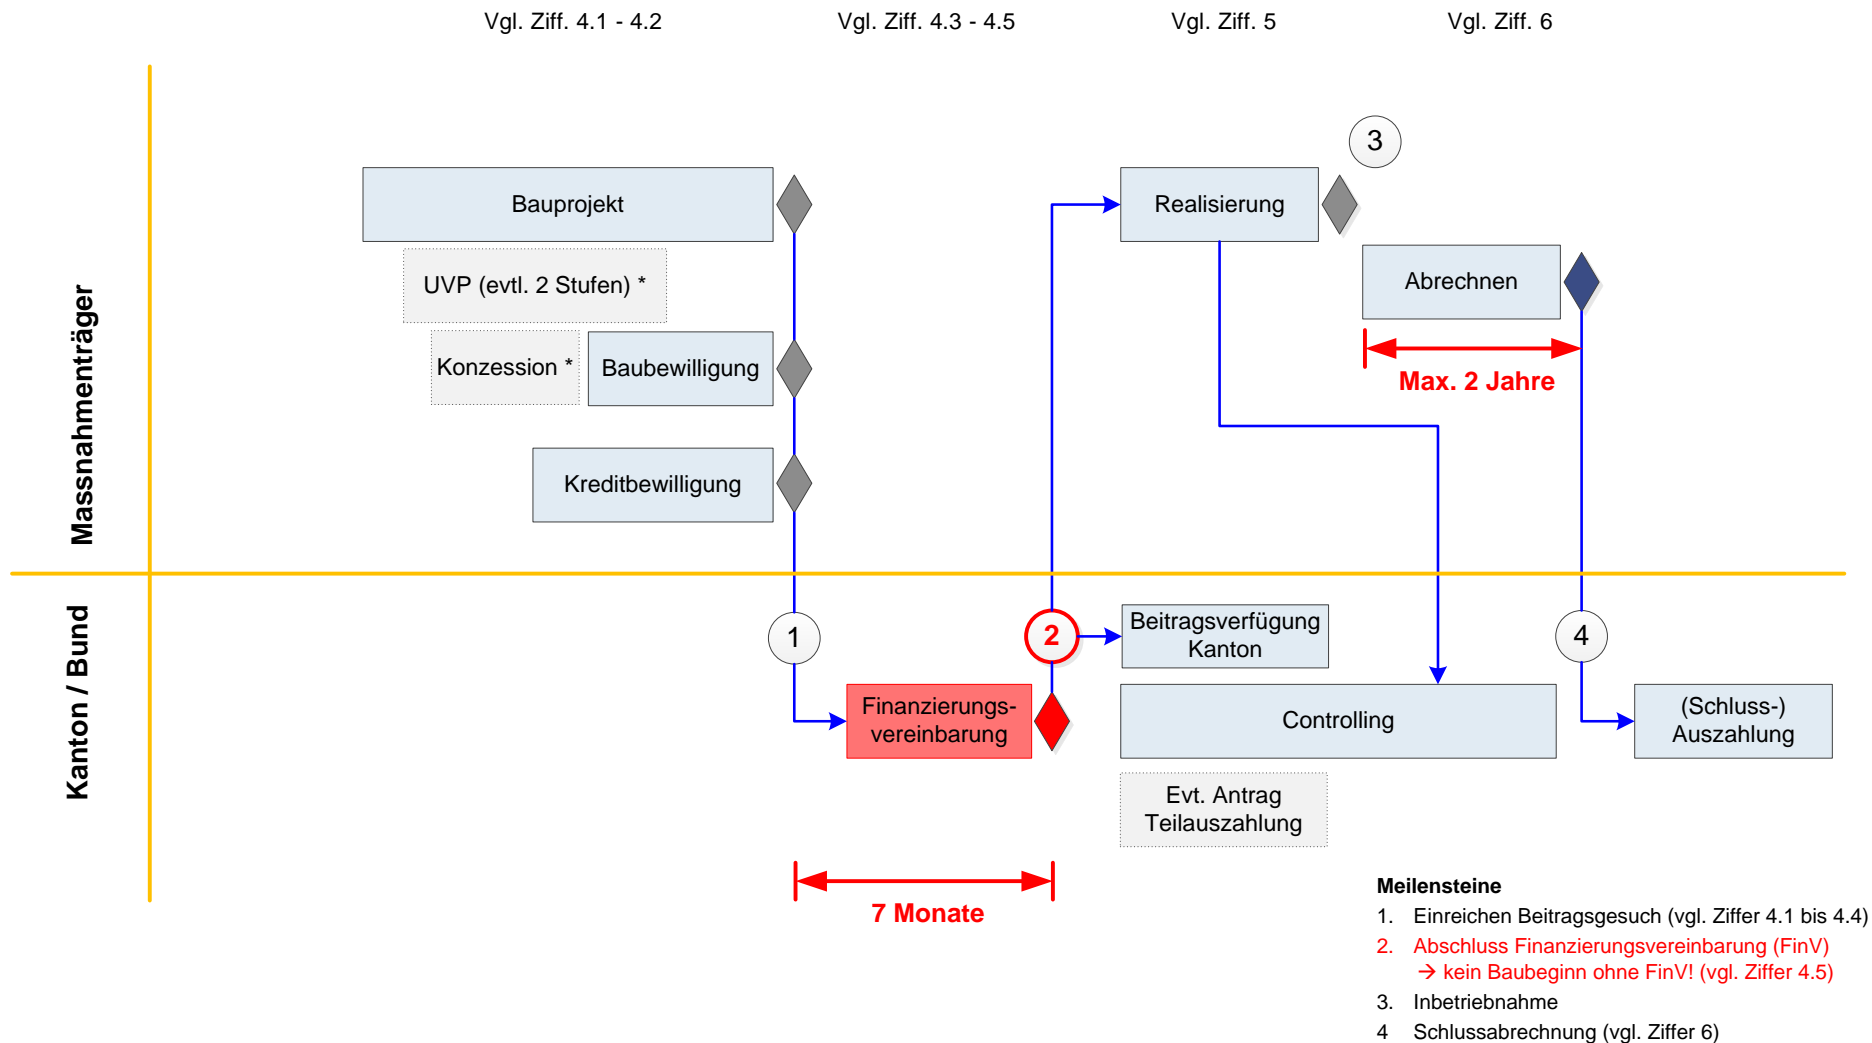 Vgl. Ziff. 4.1 - 4.2
Vgl. Ziff. 4.3 - 4.5
Vgl. Ziff. 5
Vgl. Ziff. 6
Massnahmenträger
3
Bauprojekt
Realisierung
UVP (evtl. 2 Stufen) *
Abrechnen
Konzession *
Baubewilligung
Max. 2 Jahre
Kreditbewilligung
Kanton / Bund
1
2
Beitragsverfügung
Kanton
4
Finanzierungs-
vereinbarung
Controlling
(Schluss-)
Auszahlung
Evt. Antrag
Teilauszahlung
7 Monate
Meilensteine
1. Einreichen Beitragsgesuch (vgl. Ziffer 4.1 bis 4.4)
2. Abschluss Finanzierungsvereinbarung (FinV)
→ kein Baubeginn ohne FinV! (vgl. Ziffer 4.5)
3. Inbetriebnahme
4 Schlussabrechnung (vgl. Ziffer 6)